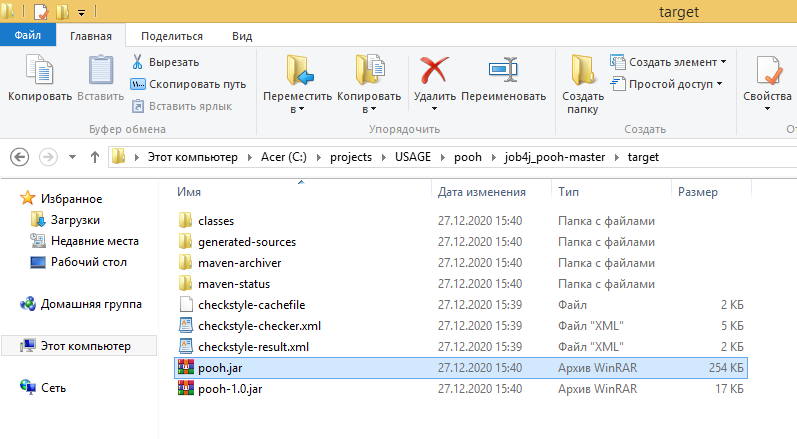 target
Файл Главная Поделиться Вид
Копировать
Вставить
Вырезать
Скопировать путь
Вставить ярлык
Буфер обмена
Переместить в
Копировать в
Удалить
Переименовать
Упорядочить
Создать папку
Создать элемент
Простой доступ
Создать
Свойства
Этот компьютер Acer (C:) projects USAGE pooh job4j_pooh-master target
Избранное
Загрузки
Недавние места
Рабочий стол
Домашняя группа
Этот компьютер
Сеть
Имя Дата изменения Тип Размер
classes 27.12.2020 15:40 Папка с файлами
generated-sources 27.12.2020 15:40 Папка с файлами
maven-archiver 27.12.2020 15:40 Папка с файлами
maven-status 27.12.2020 15:40 Папка с файлами
checkstyle-cachefile 27.12.2020 15:39 Файл 2 КБ
checkstyle-checker.xml 27.12.2020 15:39 Файл "XML" 5 КБ
checkstyle-result.xml 27.12.2020 15:39 Файл "XML" 2 КБ
pooh.jar 27.12.2020 15:40 Архив WinRAR 254 КБ
pooh-1.0.jar 27.12.2020 15:40 Архив WinRAR 17 КБ